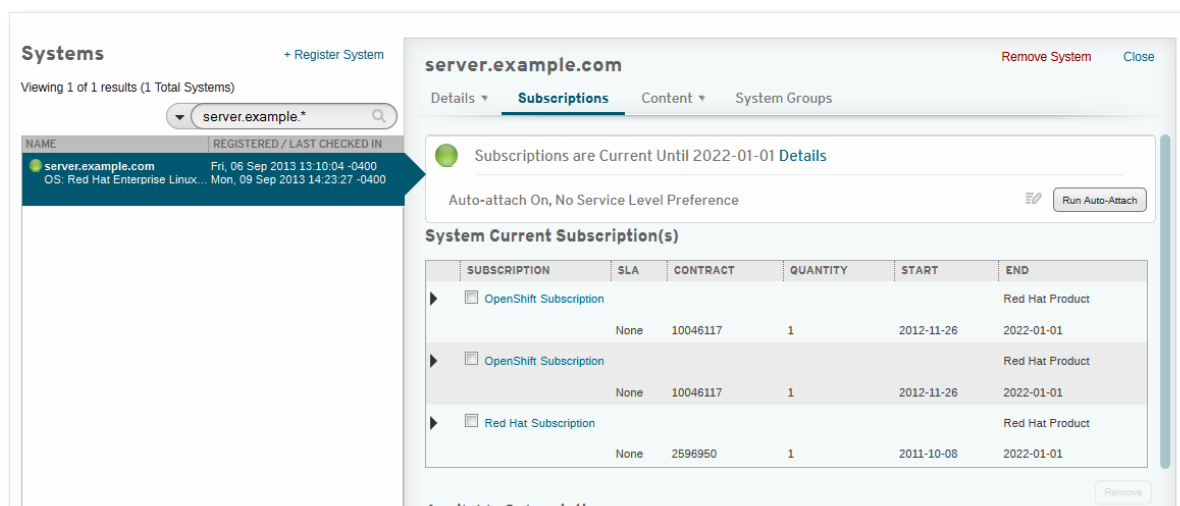 Systems
+ Register System
Viewing 1 of 1 results (1 Total Systems)
server.example.*
NAME REGISTERED / LAST CHECKED IN
server.example.com Fri, 06 Sep 2013 13:10:04 -0400
OS: Red Hat Enterprise Linux... Mon, 09 Sep 2013 14:23:27 -0400
server.example.com
Remove System Close
Details Subscriptions Content System Groups
Subscriptions are Current Until 2022-01-01 Details
Auto-attach On, No Service Level Preference
Run Auto-Attach
System Current Subscription(s)
SUBSCRIPTION SLA CONTRACT QUANTITY START END
OpenShift Subscription Red Hat Product
None 10046117 1 2012-11-26 2022-01-01
OpenShift Subscription Red Hat Product
None 10046117 1 2012-11-26 2022-01-01
Red Hat Subscription Red Hat Product
None 2596950 1 2011-10-08 2022-01-01
Remove